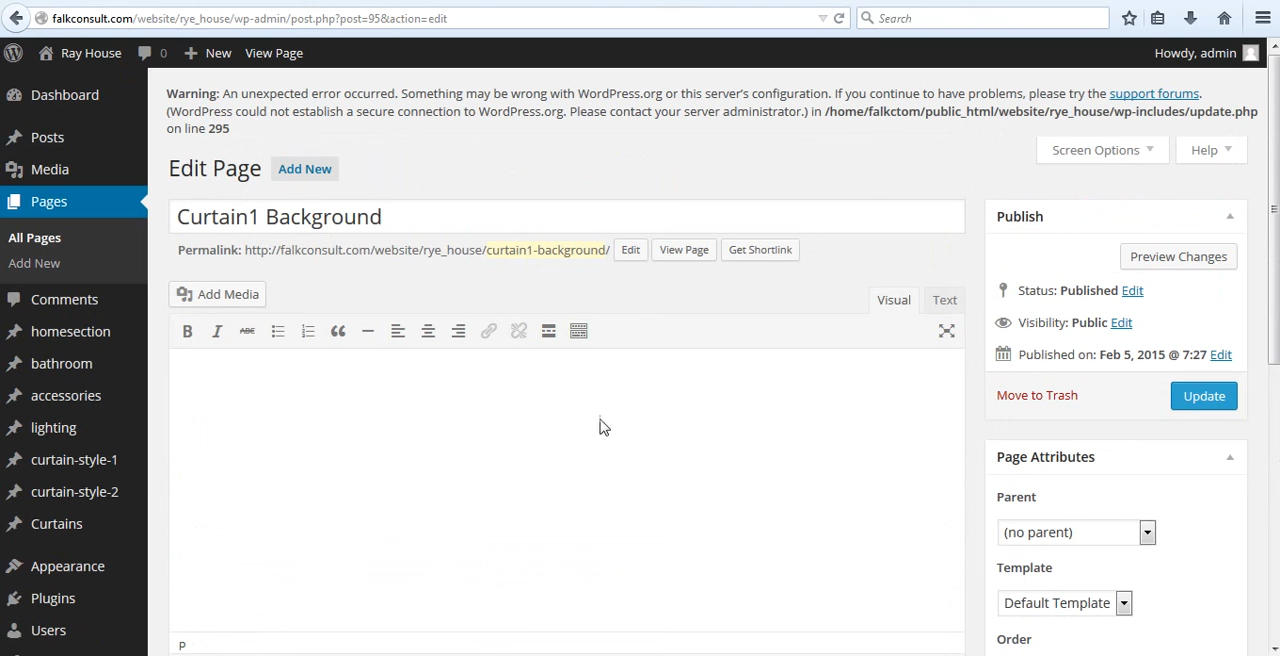 falkconsult.com/website/rye_house/wp-admin/post.php?post=95&action=edit
Search
Ray House
0
New
View Page
Howdy, admin
Dashboard
Posts
Media
Pages
All Pages
Add New
Comments
homesection
bathroom
accessories
lighting
curtain-style-1
curtain-style-2
Curtains
Appearance
Plugins
Users
Warning: An unexpected error occurred. Something may be wrong with WordPress.org or this server's configuration. If you continue to have problems, please try the support forums.
(WordPress could not establish a secure connection to WordPress.org. Please contact your server administrator.) in /home/falkctom/public_html/website/rye_house/wp-includes/update.php
on line 295
Screen Options
Help
Edit Page
Add New
Curtain1 Background
Permalink: http://falkconsult.com/website/rye_house/curtain1-background/
Edit
View Page
Get Shortlink
Add Media
Visual
Text
B
I
ABC
P
Publish
Preview Changes
Status: Published Edit
Visibility: Public Edit
Published on: Feb 5, 2015 @ 7:27 Edit
Move to Trash
Update
Page Attributes
Parent
(no parent)
Template
Default Template
Order